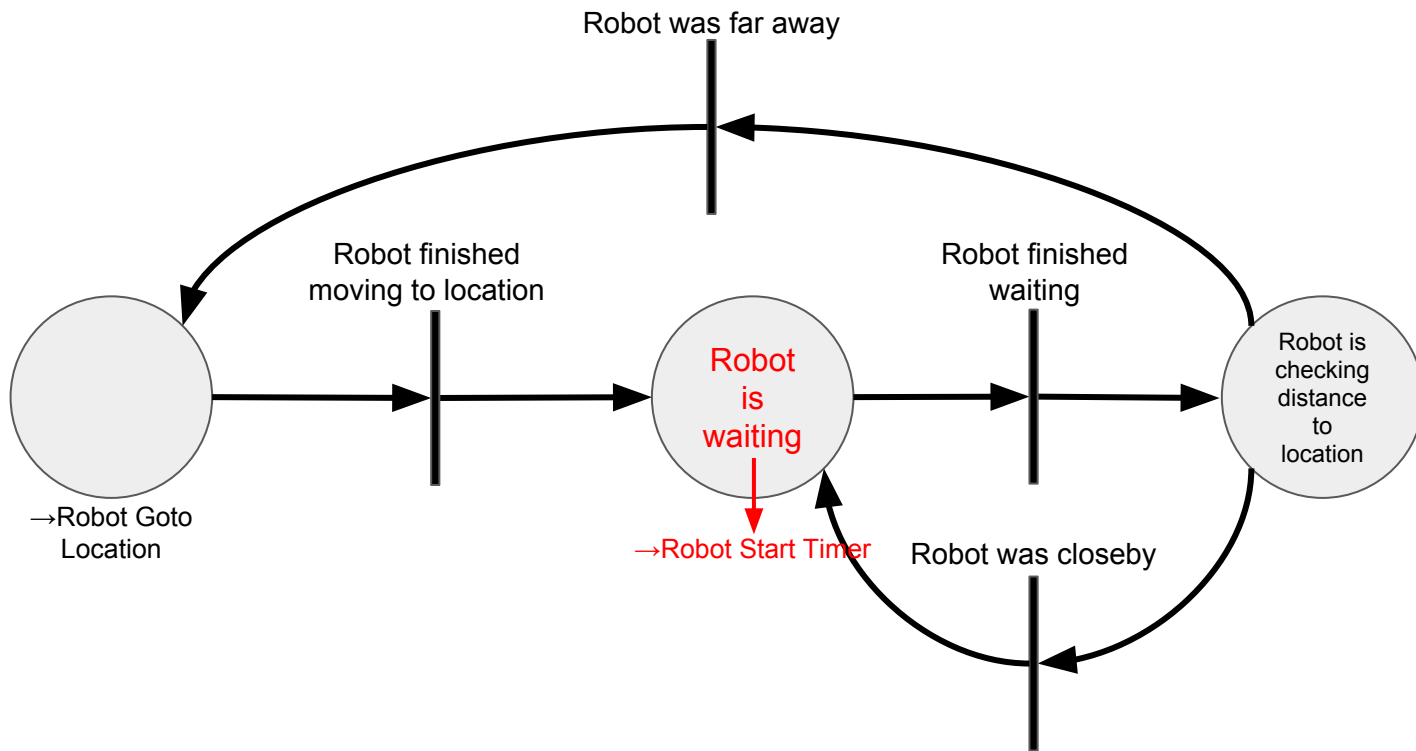 Robot was far away
Robot finished
moving to location
Robot finished
waiting
Robot
is
waiting
Robot is
checking
distance
to
location
→Robot Goto
Location
→Robot Start Timer
Robot was closeby